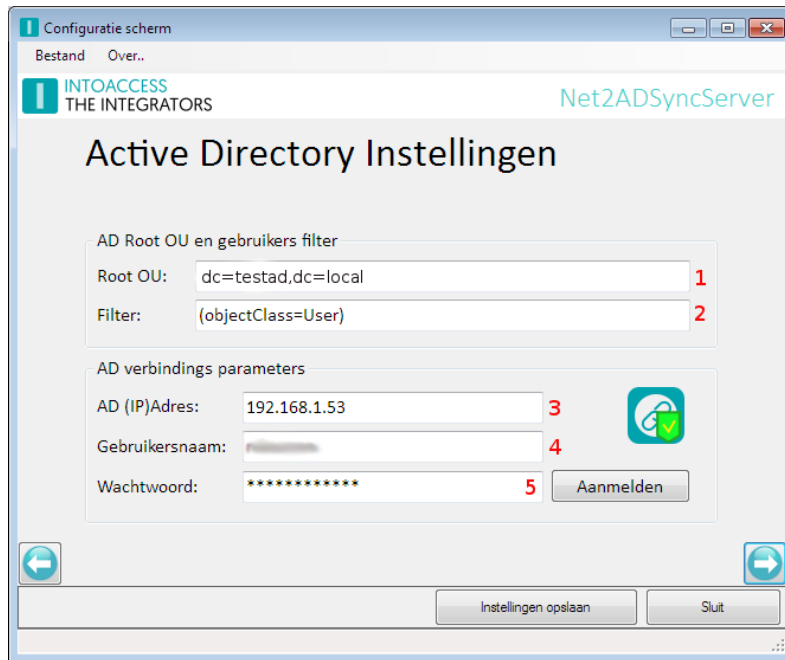 Configuratie scherm
Bestand Over..
INTOACCESS
THE INTEGRATORS
Net2ADSyncServer
Active Directory Instellingen
AD Root OU en gebruikers filter
Root OU: dc=testad,dc=local 1
Filter: (objectClass=User) 2
AD verbindings parameters
AD (IP)Adres: 192.168.1.53 3
Gebruikersnaam: 4
Wachtwoord: ************ 5 Aanmelden
Instellingen opslaan Sluit